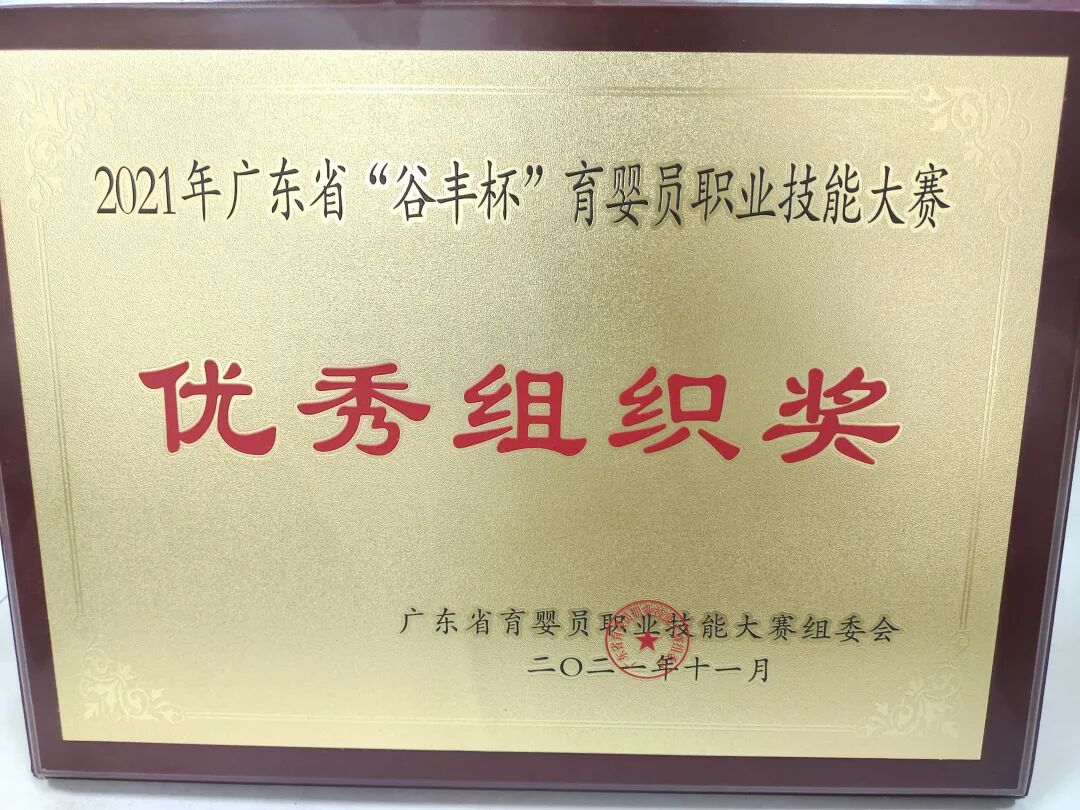 2021年广东省“谷丰杯”育婴员职业技能大赛
优秀组织奖
广东省育婴员职业技能大赛组委会
二〇二一年十一月